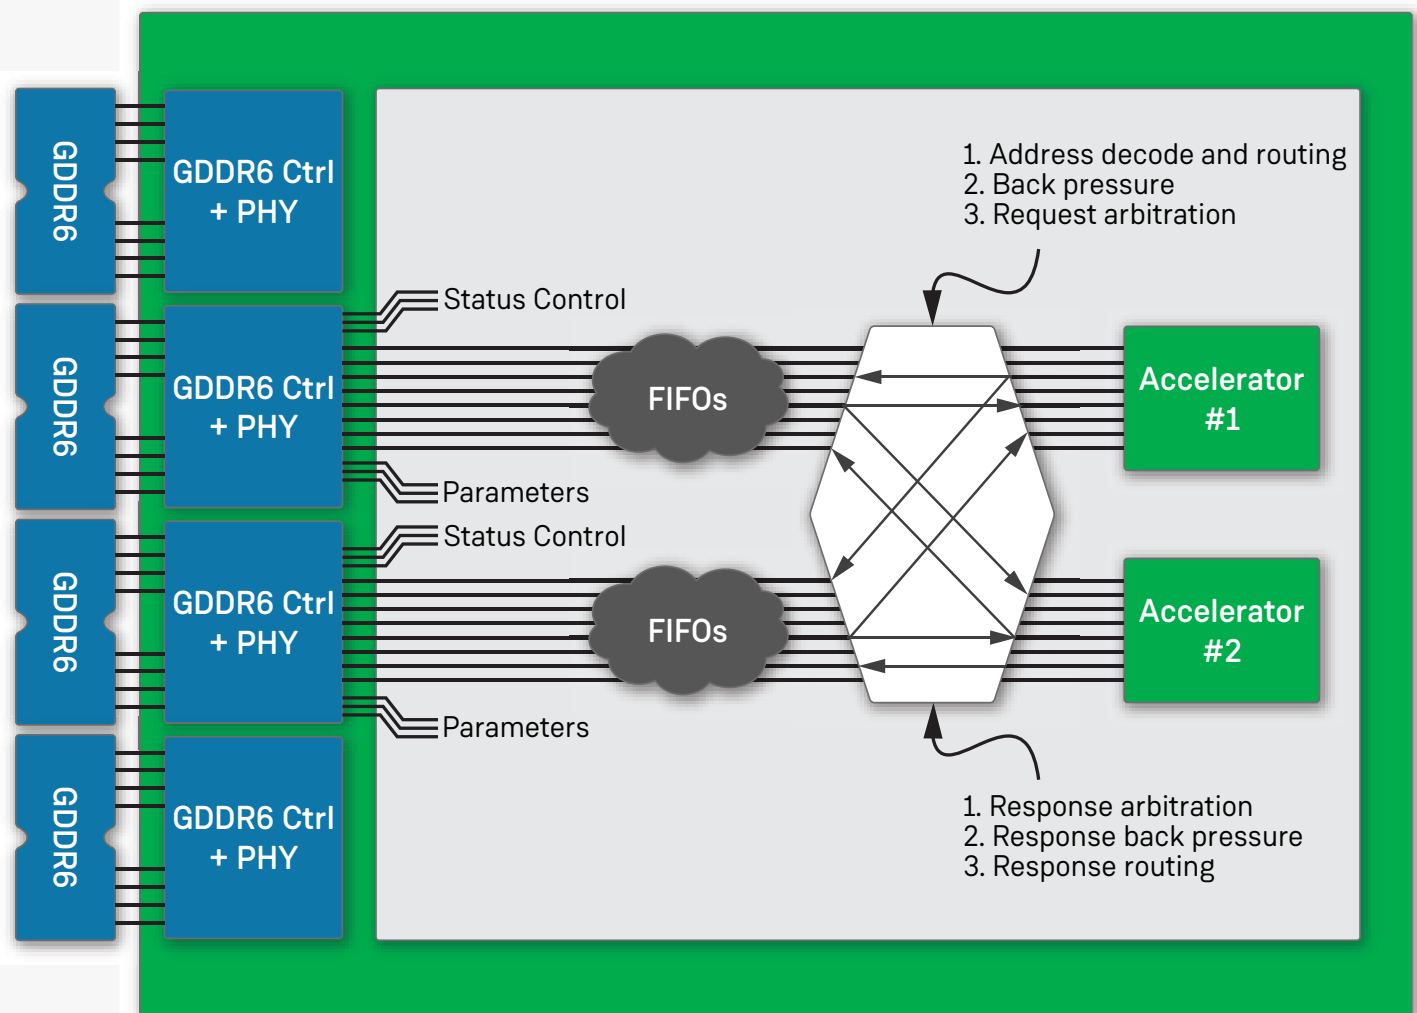 GDDR6
GDDR6 Ctrl
+ PHY
1. Address decode and routing
2. Back pressure
3. Request arbitration
GDDR6
GDDR6 Ctrl
+ PHY
Status Control
FIFOs
Accelerator
#1
Parameters
GDDR6
GDDR6 Ctrl
+ PHY
Status Control
FIFOs
Accelerator
#2
Parameters
GDDR6
GDDR6 Ctrl
+ PHY
1. Response arbitration
2. Response back pressure
3. Response routing